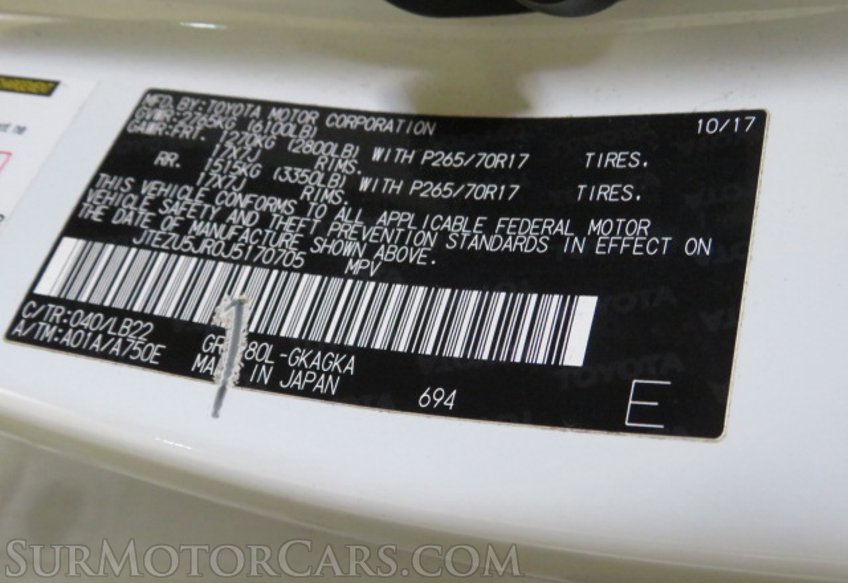 MFD.BY:TOYOTA MOTOR CORPORATION 10/17
GVWR:2765KG (6100LB)
GAWR:FRT 1270KG (2800LB) WITH P265/70R17 TIRES.
17X7J RIMS.
RR. 1515KG (3350LB) WITH P265/70R17 TIRES.
17X7J RIMS.
THIS VEHICLE CONFORMS TO ALL APPLICABLE FEDERAL MOTOR
VEHICLE SAFETY AND THEFT PREVENTION STANDARDS IN EFFECT ON
THE DATE OF MANUFACTURE SHOWN ABOVE.
JTEZU5JR0J5170705 MPV
C/TR:040/LB22
A/TM:A01A/A750E
80L-GKAGKA
IN JAPAN
694
E
SURMOTORCARS.COM